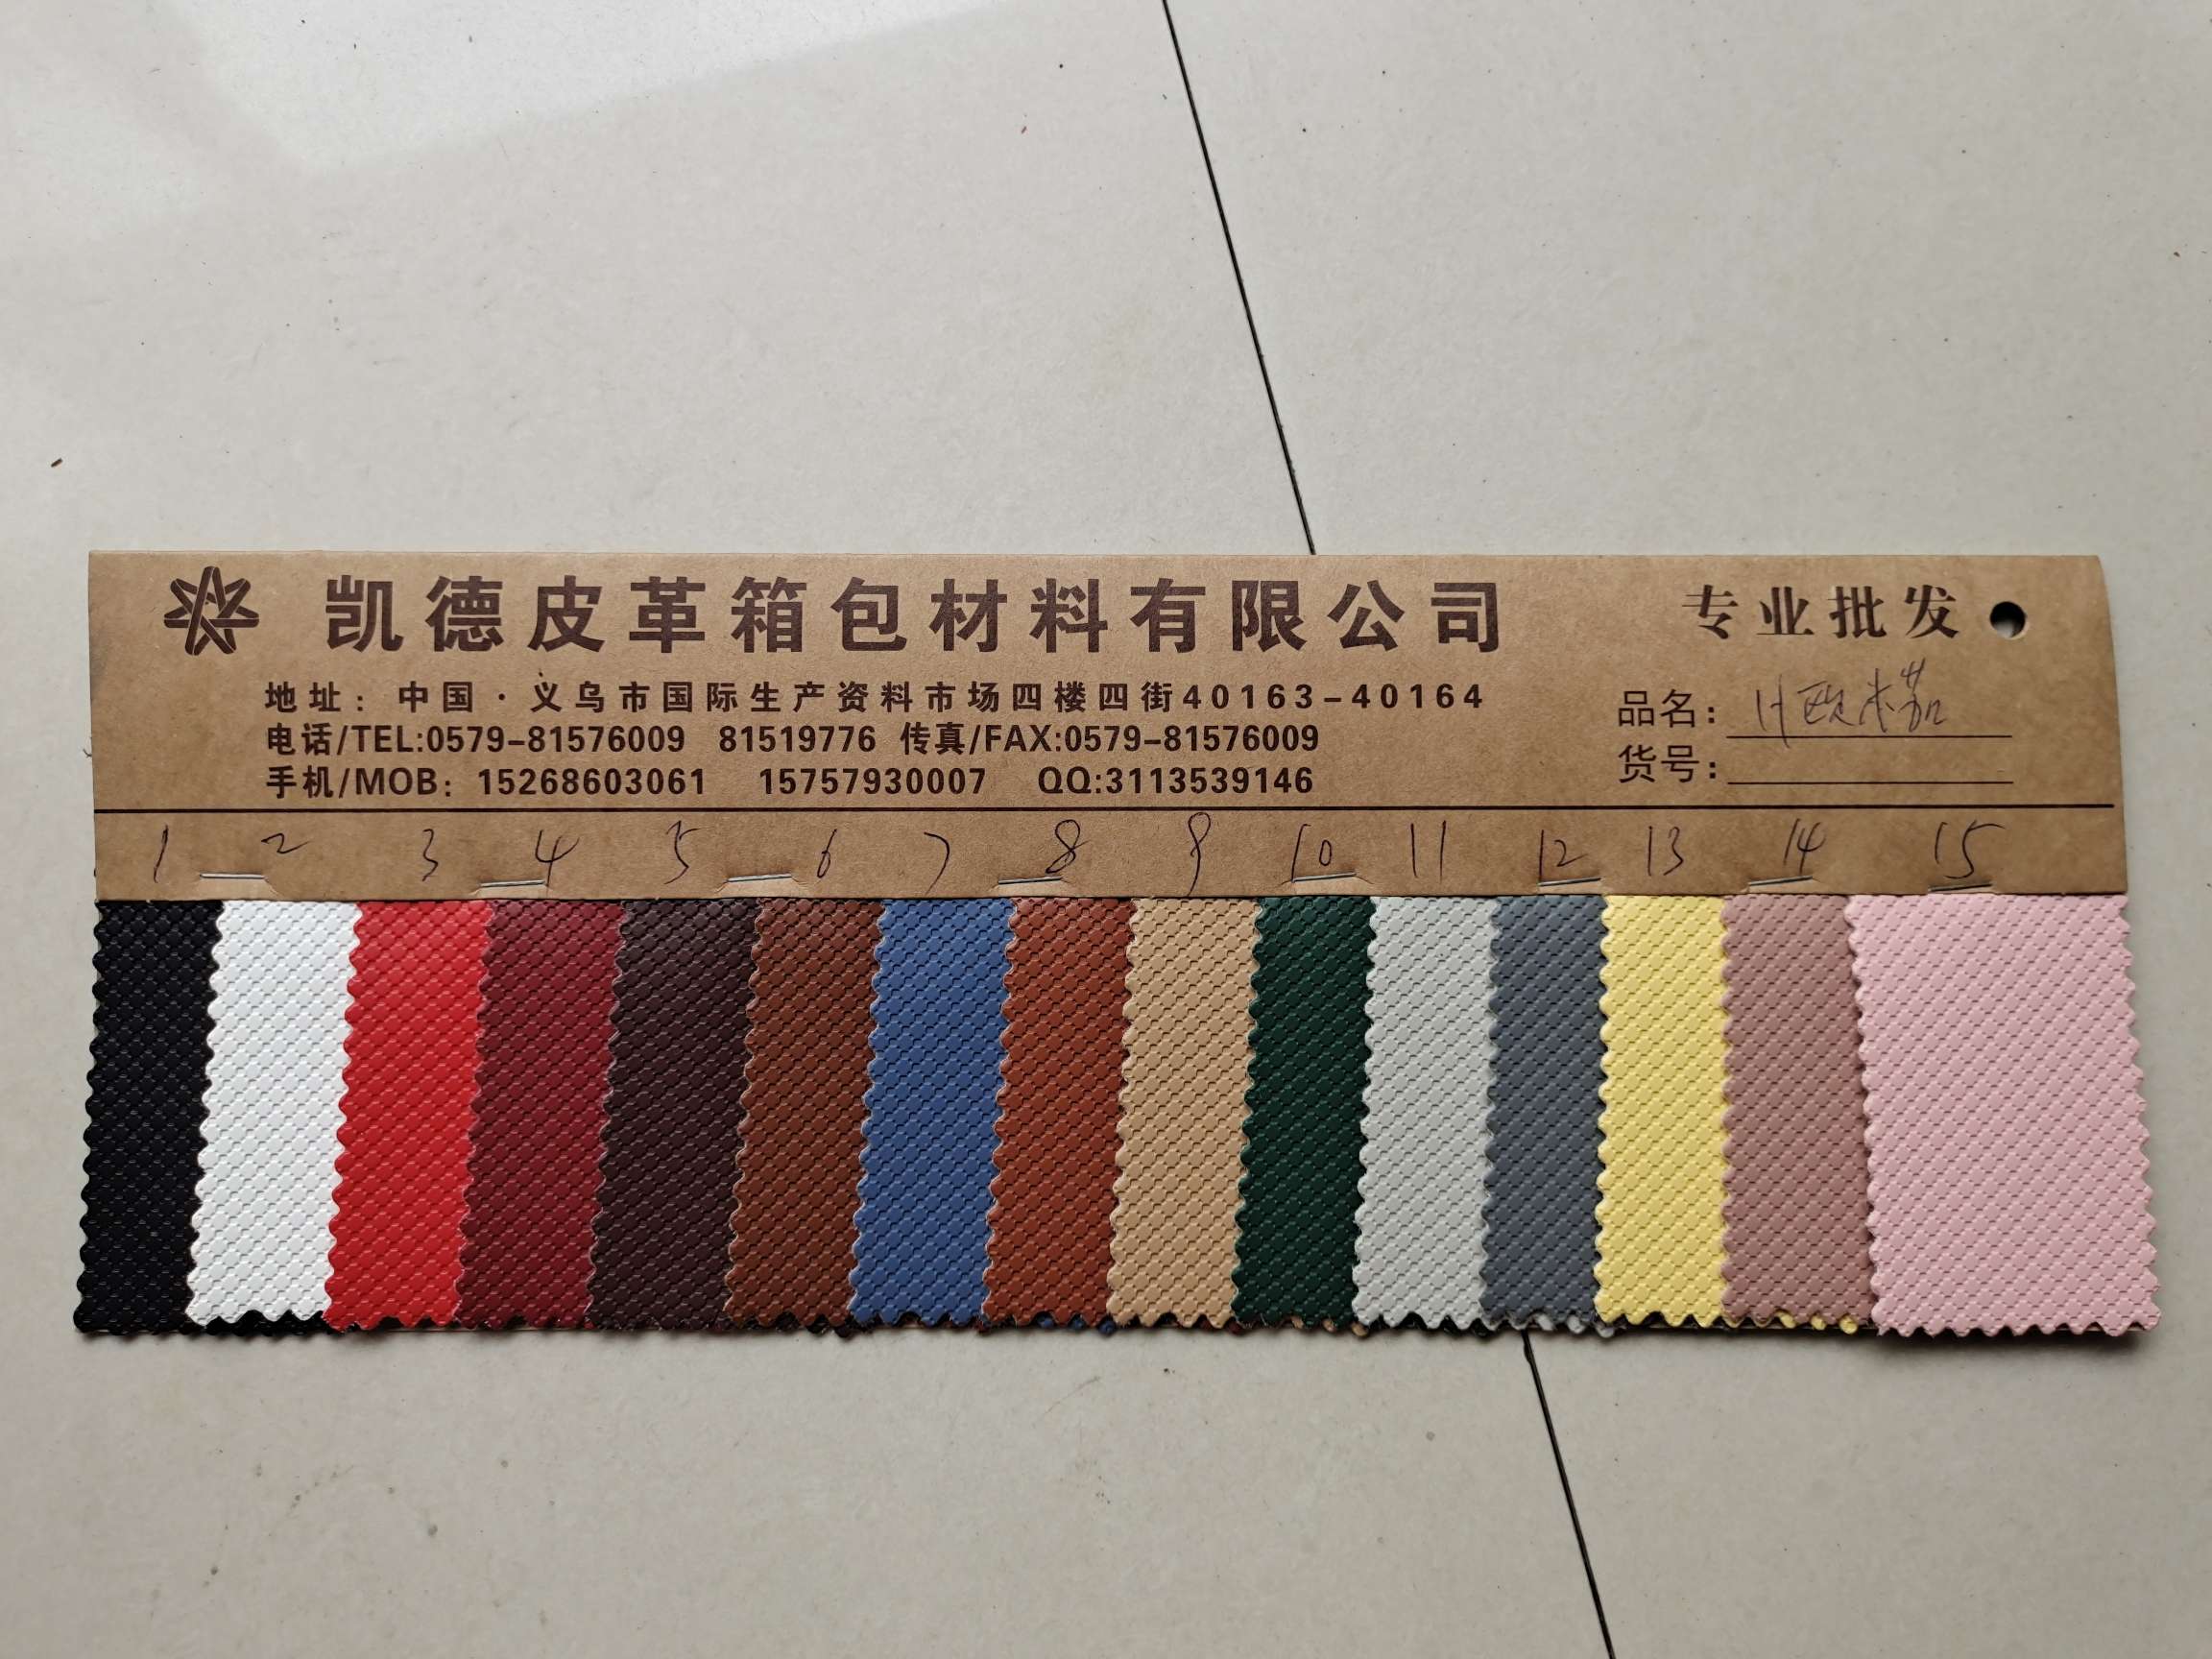 凯德皮革箱包材料有限公司
专业批发
地址：中国·义乌市国际生产资料市场四楼四街40163-40164
电话/TEL:0579-81576009 81519776 传真/FAX:0579-81576009
手机/MOB：15268603061 15757930007 QQ:3113539146
品名：
货号：
1 2 3 4 5 6 7 8 9 10 11 12 13 14 15